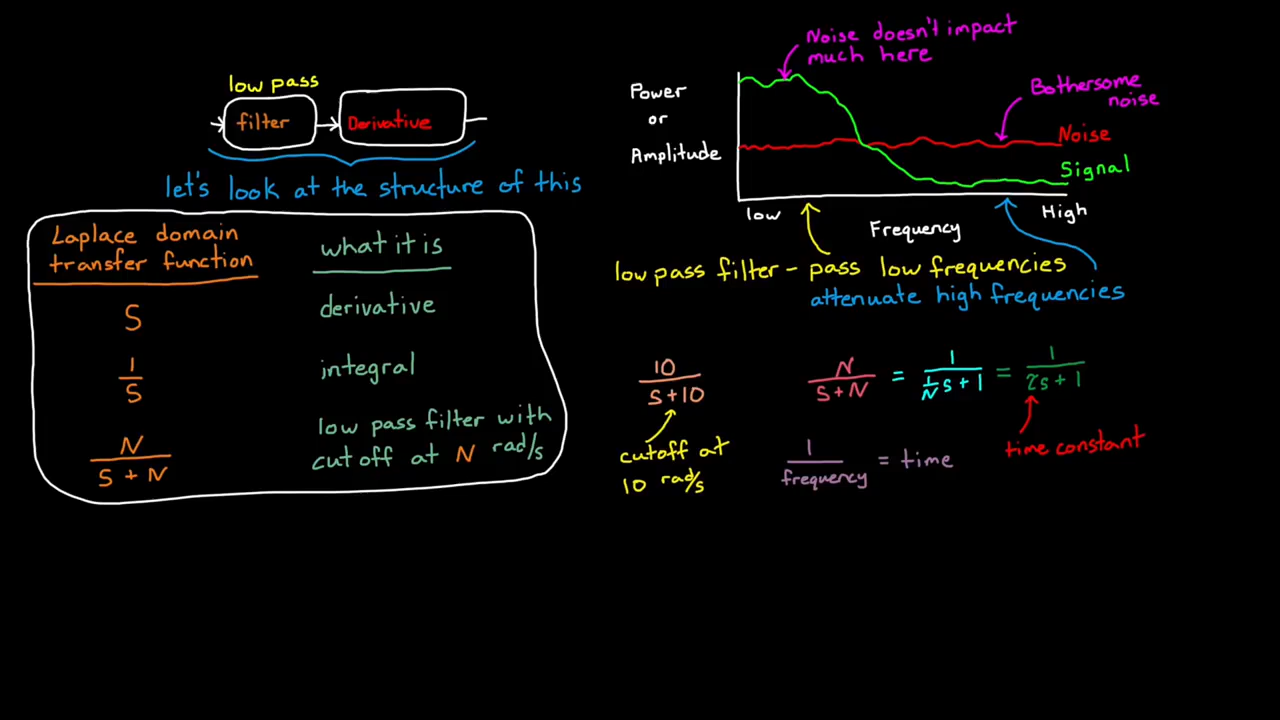 low pass
filter
Derivative
let's look at the structure of this
Laplace domain
transfer function
what it is
S
derivative
1
S
integral
N
S + N
low pass filter with
cutoff at N rad/s
Noise doesn't impact
much here
Power
or
Amplitude
Bothersome
noise
Noise
Signal
low
High
Frequency
low pass filter - pass low frequencies
attenuate high frequencies
10
S+10
cutoff at
10 rad/s
N
S+N
=
1
1/N s+1
=
1
τs+1
time constant
1
frequency
= time